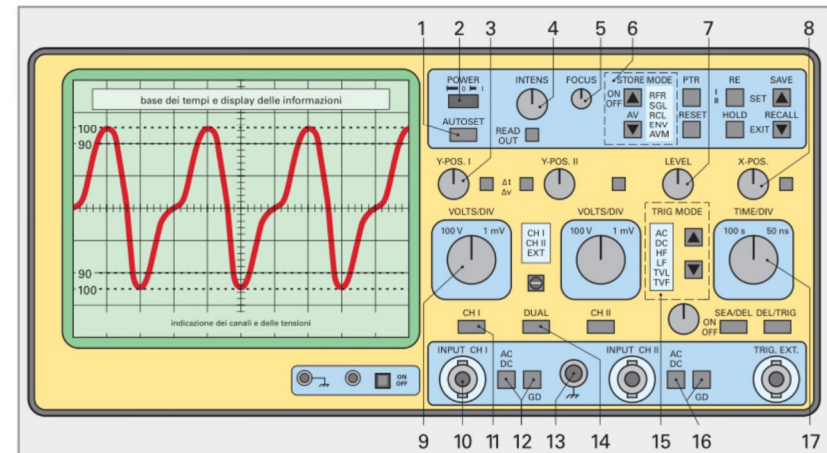 1 2 3 4 5 6 7 8
POWER
0 I
INTENS
FOCUS
STORE MODE
PTR
RE
SAVE
ON
OFF
RFR
SGL
RCL
ENV
AVM
I
II
SET
AUTOSET
READ
OUT
AV
RESET
HOLD
RECALL
EXIT
base dei tempi e display delle informazioni
100
90
90
100
indicazione dei canali e delle tensioni
Y-POS. I
Δt
Δv
Y-POS. II
LEVEL
X-POS.
VOLTS/DIV
100 V 1 mV
CH I
CH II
EXT
VOLTS/DIV
100 V 1 mV
TRIG MODE
AC
DC
HF
LF
TVL
TVF
TIME/DIV
100 s 50 ns
CH I
DUAL
CH II
ON
OFF
SEA/DEL
DEL/TRIG
ON
OFF
INPUT CH I
AC
DC
GD
INPUT CH II
AC
DC
GD
TRIG. EXT.
9 10 11 12 13 14 15 16 17